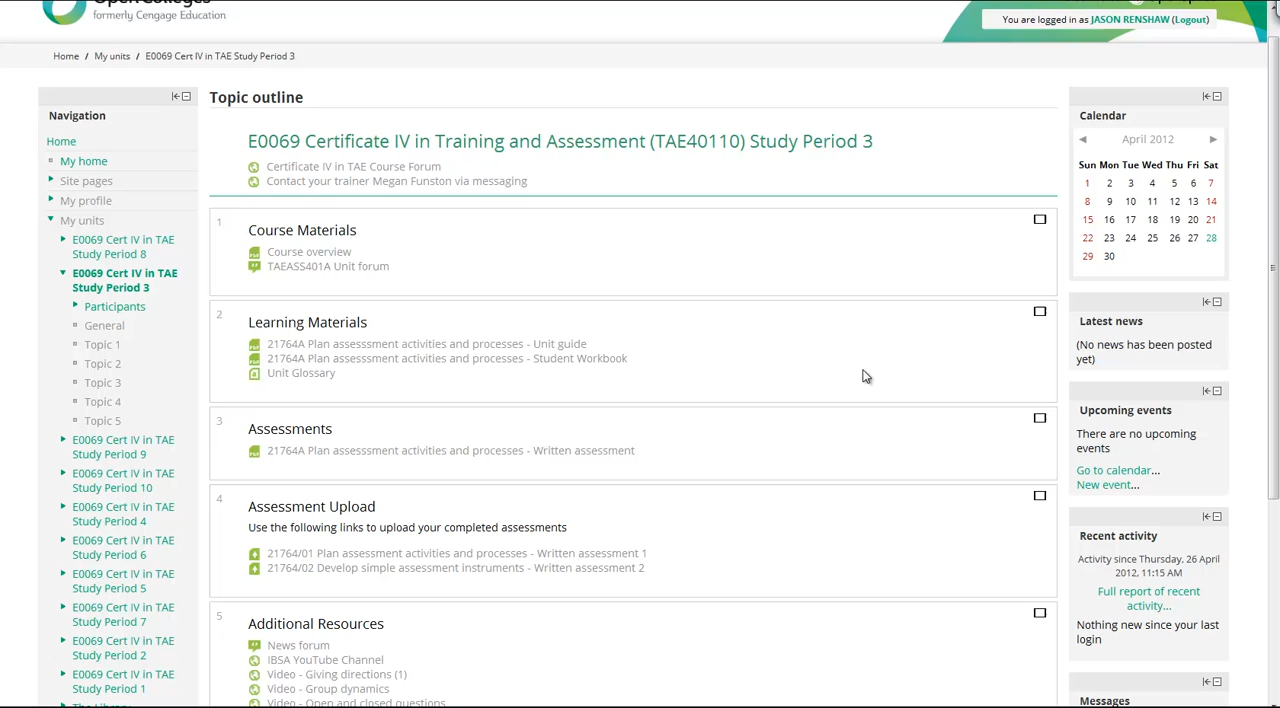 Open Colleges
formerly Cengage Education
You are logged in as JASON RENSHAW (Logout)
Home / My units / E0069 Cert IV in TAE Study Period 3
Navigation
Home
My home
Site pages
My profile
My units
E0069 Cert IV in TAE
Study Period 8
E0069 Cert IV in TAE
Study Period 3
Participants
General
Topic 1
Topic 2
Topic 3
Topic 4
Topic 5
E0069 Cert IV in TAE
Study Period 9
E0069 Cert IV in TAE
Study Period 10
E0069 Cert IV in TAE
Study Period 4
E0069 Cert IV in TAE
Study Period 6
E0069 Cert IV in TAE
Study Period 5
E0069 Cert IV in TAE
Study Period 7
E0069 Cert IV in TAE
Study Period 2
E0069 Cert IV in TAE
Study Period 1
The Library
Topic outline
E0069 Certificate IV in Training and Assessment (TAE40110) Study Period 3
Certificate IV in TAE Course Forum
Contact your trainer Megan Funston via messaging
1
Course Materials
Course overview
TAEASS401A Unit forum
2
Learning Materials
21764A Plan assesssment activities and processes - Unit guide
21764A Plan assesssment activities and processes - Student Workbook
Unit Glossary
3
Assessments
21764A Plan asssessment activities and processes - Written assessment
4
Assessment Upload
Use the following links to upload your completed assessments
21764/01 Plan assessment activities and processes - Written assessment 1
21764/02 Develop simple assessment instruments - Written assessment 2
5
Additional Resources
News forum
IBSA YouTube Channel
Video - Giving directions (1)
Video - Group dynamics
Video - Open and closed questions
Calendar
April 2012
Sun Mon Tue Wed Thu Fri Sat
1 2 3 4 5 6 7
8 9 10 11 12 13 14
15 16 17 18 19 20 21
22 23 24 25 26 27 28
29 30
Latest news
(No news has been posted
yet)
Upcoming events
There are no upcoming
events
Go to calendar...
New event...
Recent activity
Activity since Thursday, 26 April
2012, 11:15 AM
Full report of recent
activity...
Nothing new since your last
login
Messages